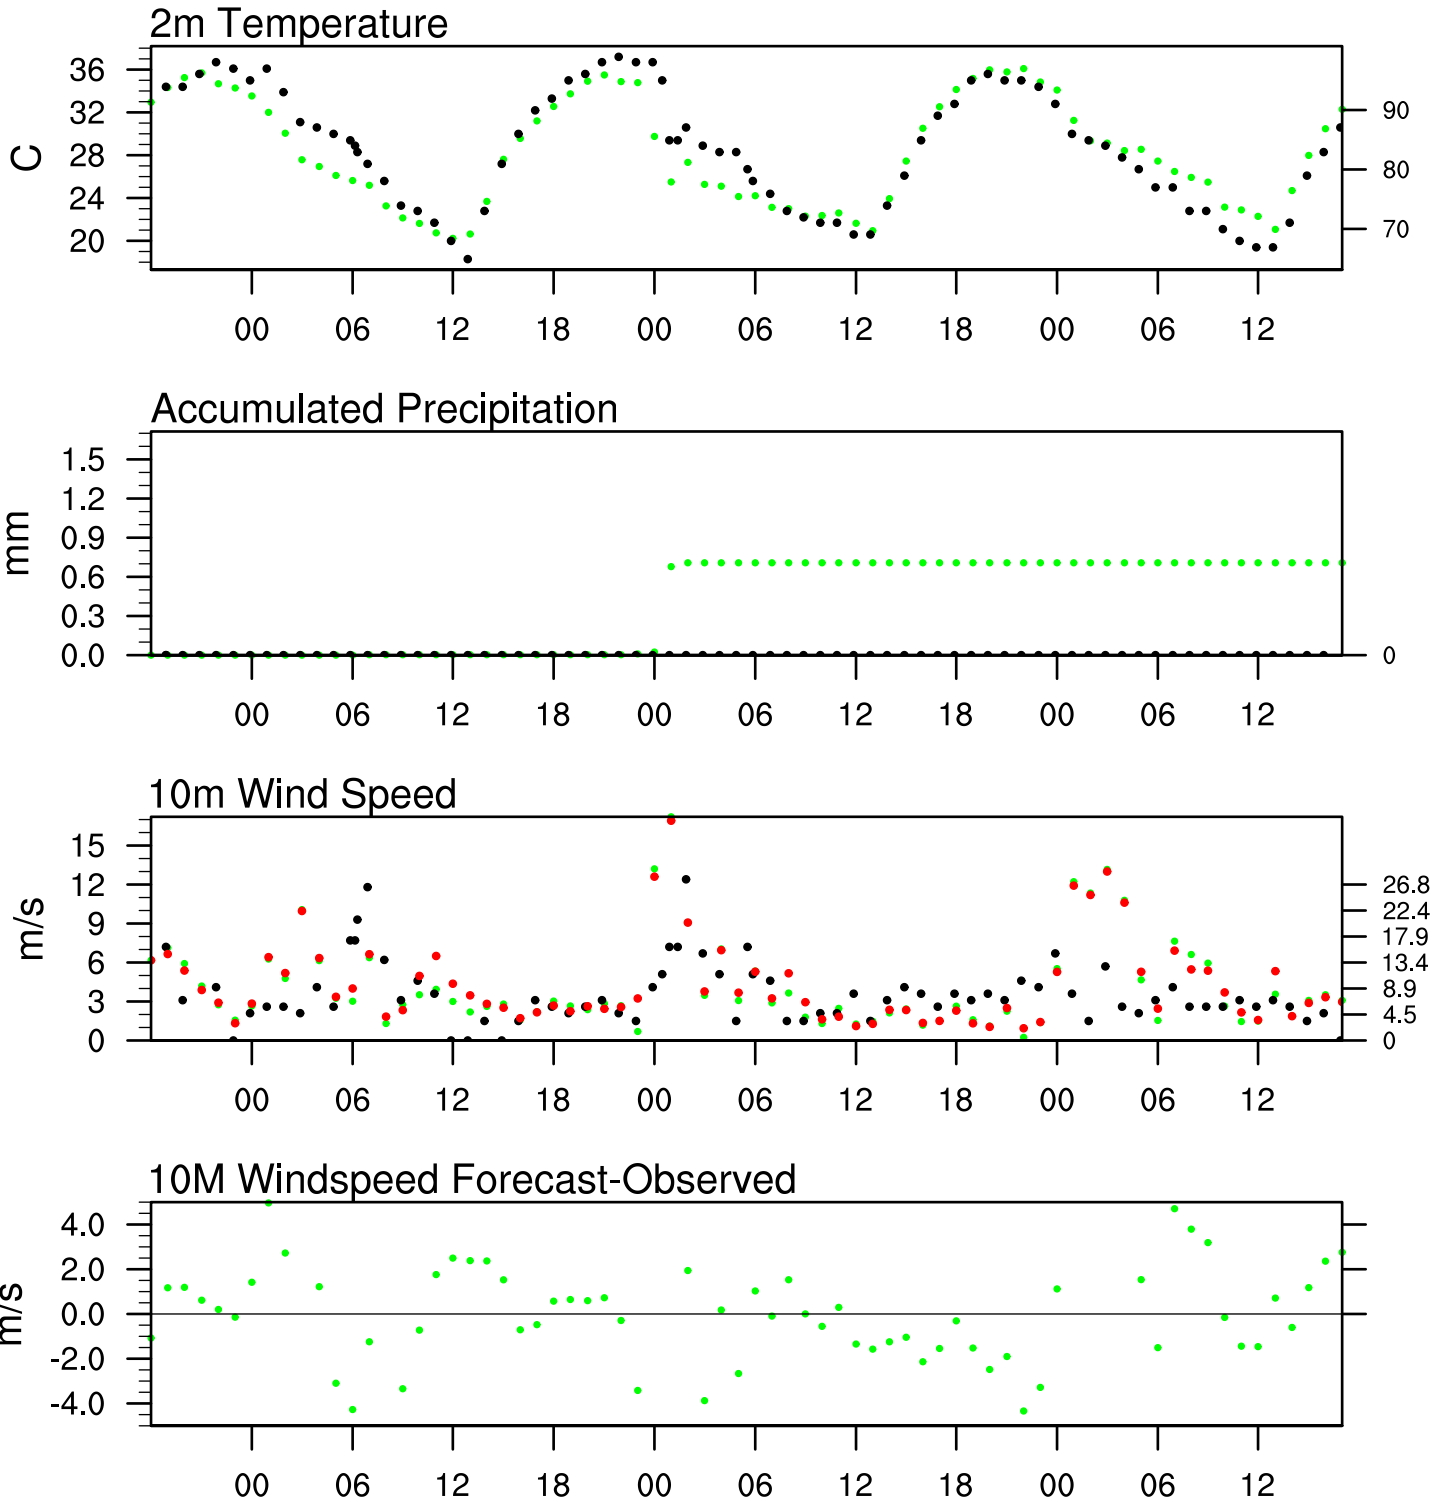 2m Temperature
36
32
28
24
20
C
90
80
70
00 06 12 18 00 06 12 18 00 06 12
Accumulated Precipitation
1.5
1.2
0.9
0.6
0.3
0.0
mm
0
00 06 12 18 00 06 12 18 00 06 12
10m Wind Speed
15
12
9
6
3
0
m/s
26.8
22.4
17.9
13.4
8.9
4.5
0
00 06 12 18 00 06 12 18 00 06 12
10M Windspeed Forecast-Observed
4.0
2.0
0.0
-2.0
-4.0
m/s
00 06 12 18 00 06 12 18 00 06 12